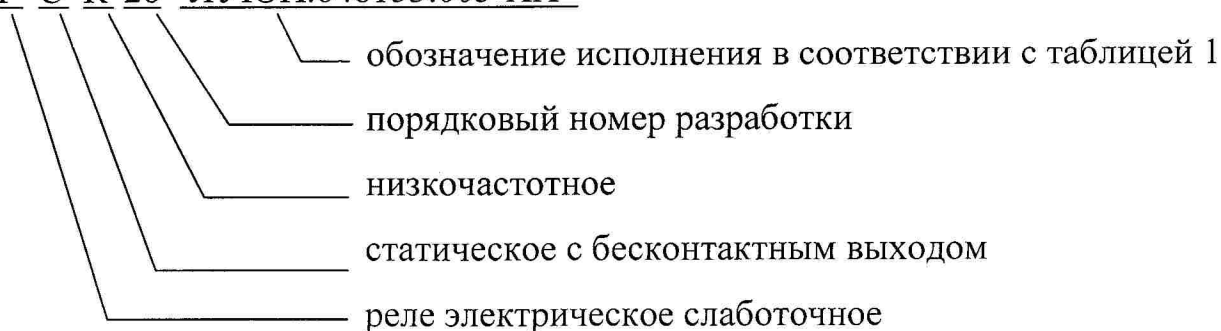 обозначение исполнения в соответствии с таблицей 1
порядковый номер разработки
низкочастотное
статическое с бесконтактным выходом
реле электрическое слаботочное